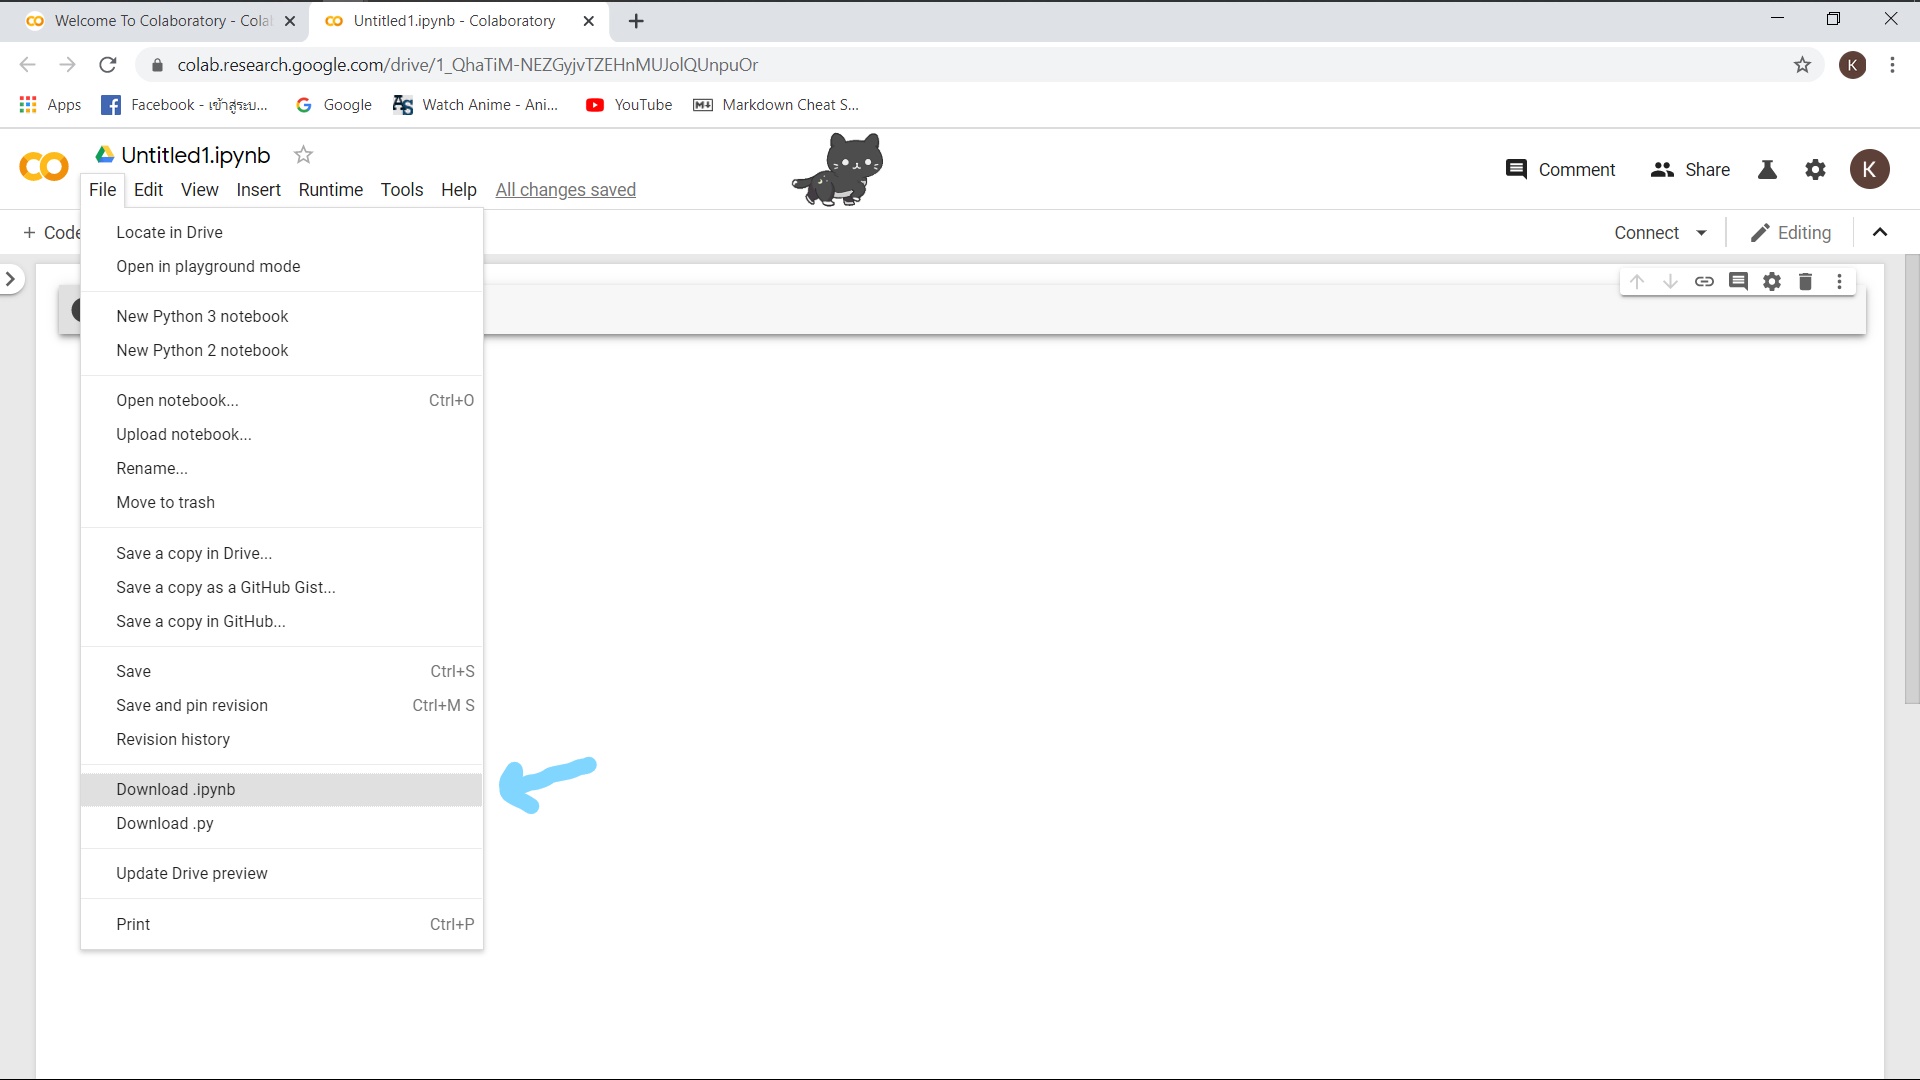 Welcome To Colaboratory - Cola
Untitled1.ipynb - Colaboratory
colab.research.google.com/drive/1_QhaTiM-NEZGyjvTZEHnMUJolQUnpuOr
K
Apps
Facebook - เข้าสู่ระบ...
Google
Watch Anime - Ani...
YouTube
Markdown Cheat S...
Untitled1.ipynb
Comment
Share
K
File Edit View Insert Runtime Tools Help All changes saved
+ Code
Connect
Editing
Locate in Drive
Open in playground mode
New Python 3 notebook
New Python 2 notebook
Open notebook... Ctrl+O
Upload notebook...
Rename...
Move to trash
Save a copy in Drive...
Save a copy as a GitHub Gist...
Save a copy in GitHub...
Save Ctrl+S
Save and pin revision Ctrl+M S
Revision history
Download .ipynb
Download .py
Update Drive preview
Print Ctrl+P